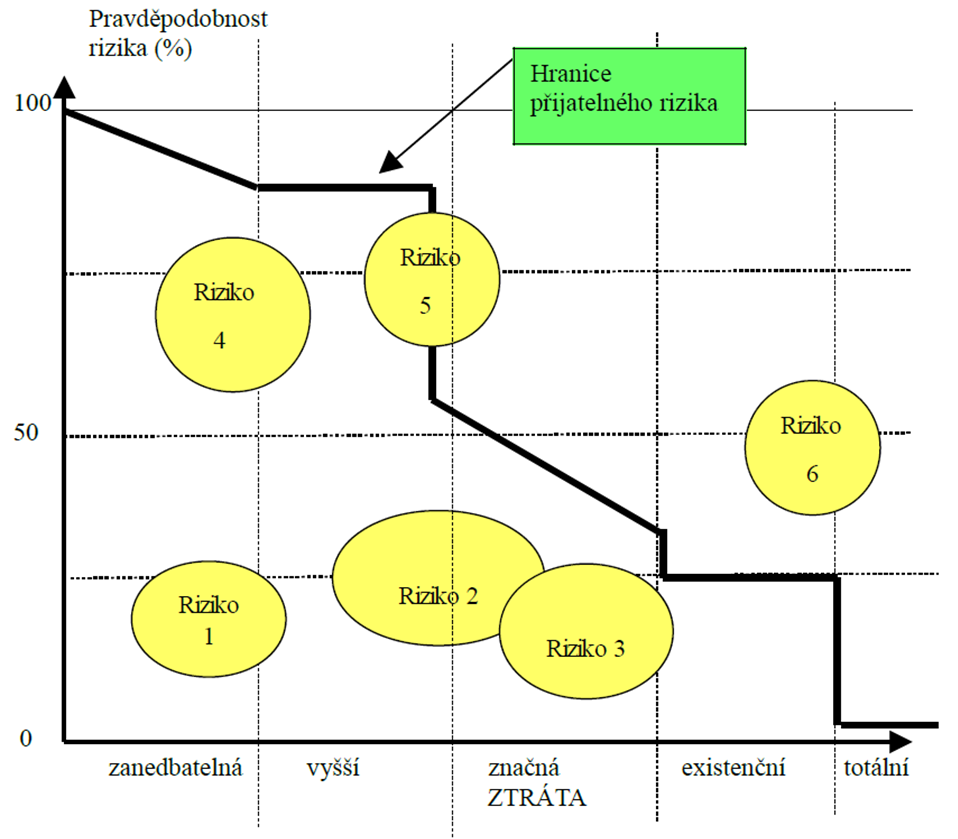 Pravděpodobnost
rizika (%)
Hranice
přijatelného rizika
100
Riziko
5
Riziko
4
50
Riziko
6
Riziko 2
Riziko
1
Riziko 3
0
zanedbatelná
vyšší
značná
existenční
totální
ZTRÁTA